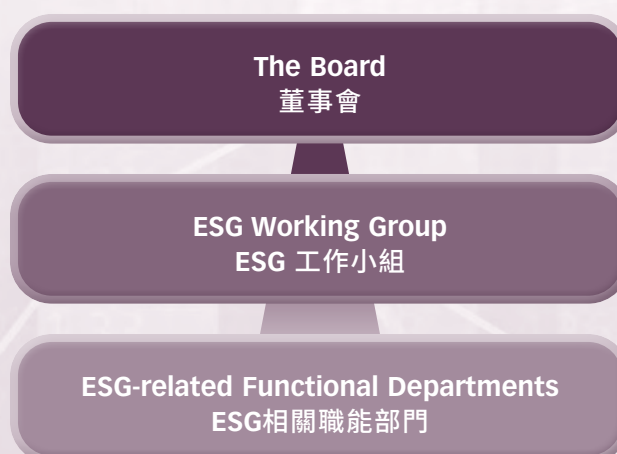 The Board
董事會
ESG Working Group
ESG 工作小組
ESG-related Functional Departments
ESG相關職能部門